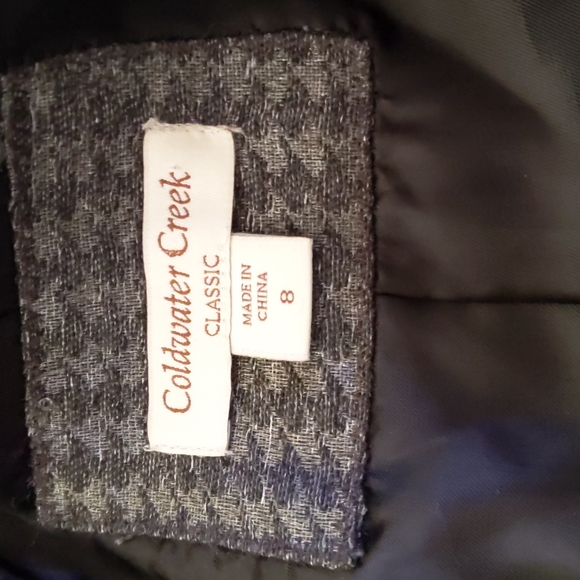 Coldwater Creek
CLASSIC
MADE IN
CHINA
8